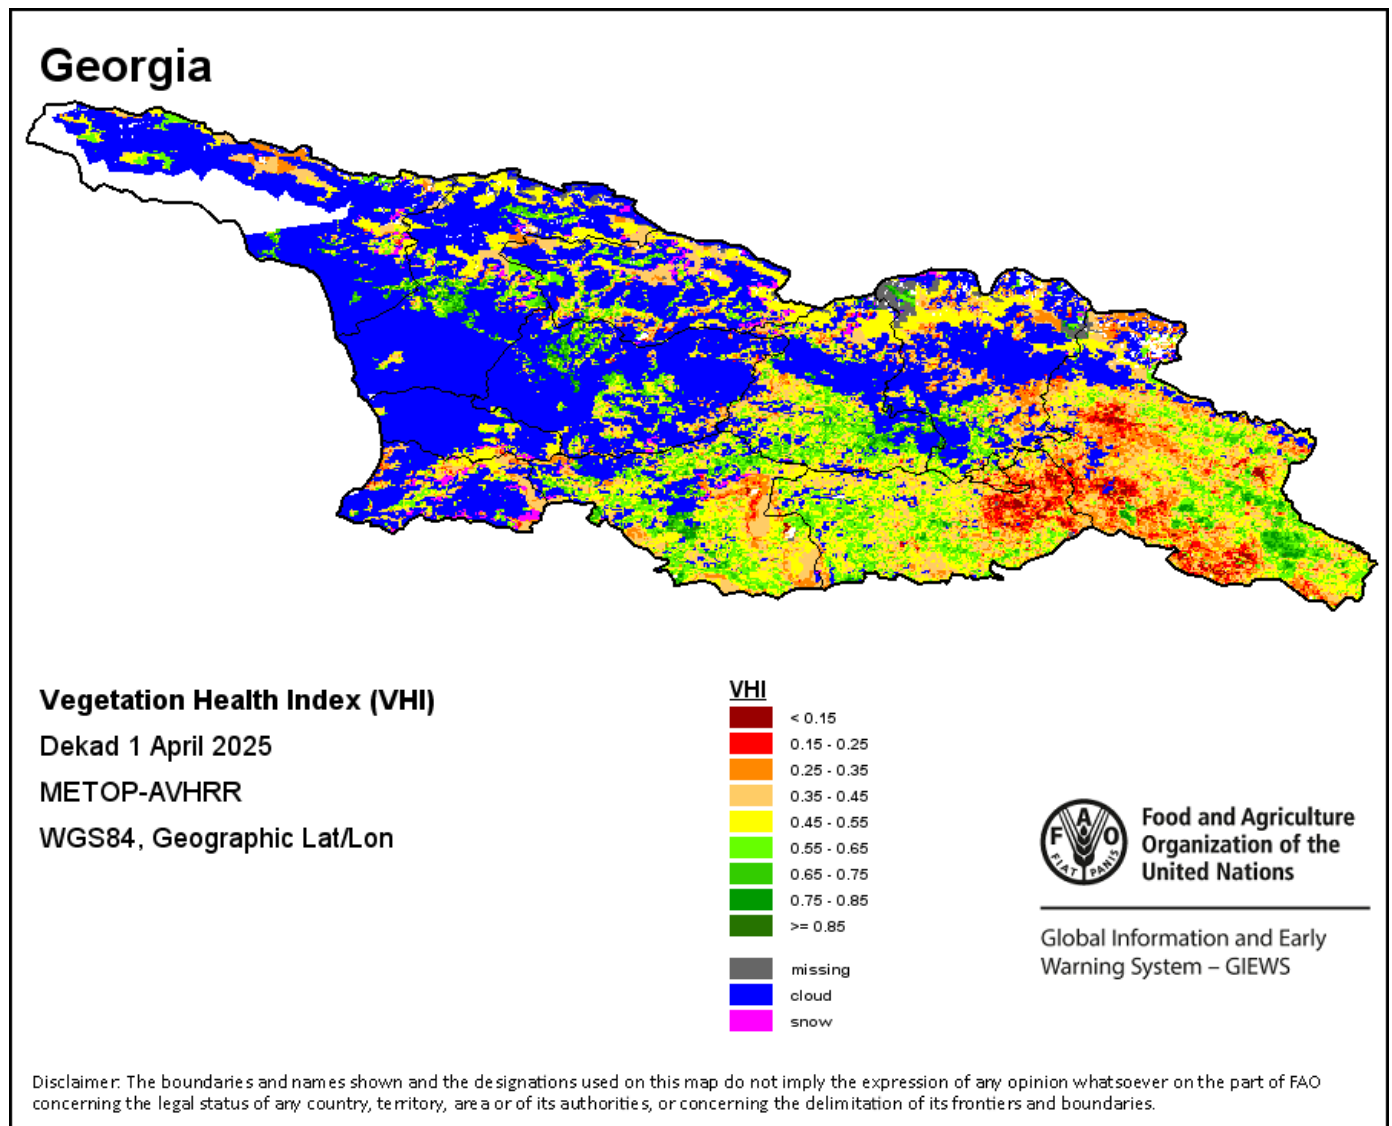 Georgia
Vegetation Health Index (VHI)
Dekad 1 April 2025
METOP-AVHRR
WGS84, Geographic Lat/Lon
VHI
< 0.15
0.15 - 0.25
0.25 - 0.35
0.35 - 0.45
0.45 - 0.55
0.55 - 0.65
0.65 - 0.75
0.75 - 0.85
>= 0.85
missing
cloud
snow
F A O
FIAT PANIS
Food and Agriculture
Organization of the
United Nations
Global Information and Early
Warning System – GIEWS
Disclaimer: The boundaries and names shown and the designations used on this map do not imply the expression of any opinion whatsoever on the part of FAO
concerning the legal status of any country, territory, area or of its authorities, or concerning the delimitation of its frontiers and boundaries.